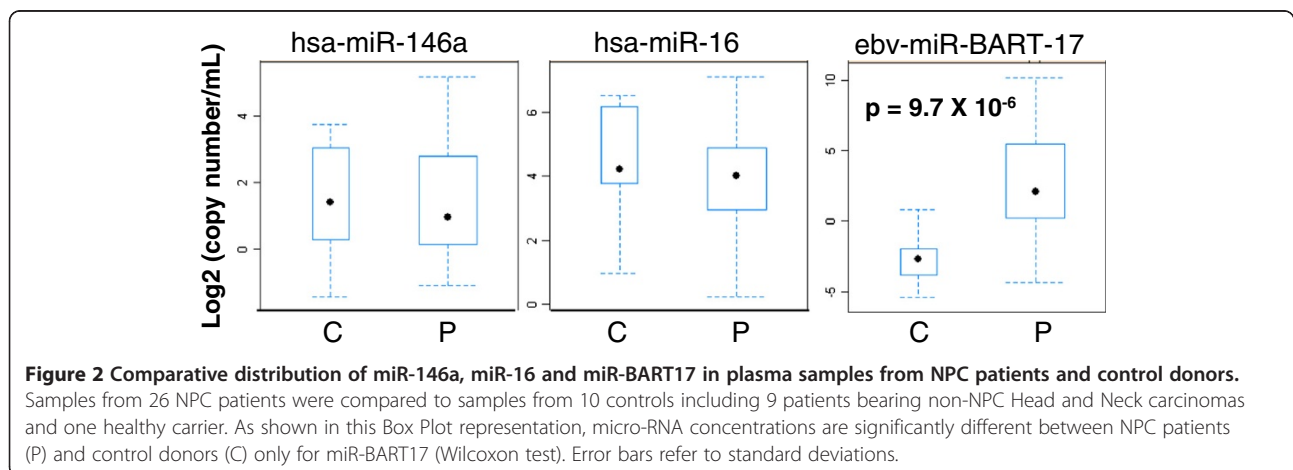 hsa-miR-146a hsa-miR-16 ebv-miR-BART-17
Log2 (copy number/mL)
4
2
0
6
4
2
0
10
5
0
-5
p = 9.7 X 10-6
C P C P C P
Figure 2 Comparative distribution of miR-146a, miR-16 and miR-BART17 in plasma samples from NPC patients and control donors.
Samples from 26 NPC patients were compared to samples from 10 controls including 9 patients bearing non-NPC Head and Neck carcinomas
and one healthy carrier. As shown in this Box Plot representation, micro-RNA concentrations are significantly different between NPC patients
(P) and control donors (C) only for miR-BART17 (Wilcoxon test). Error bars refer to standard deviations.